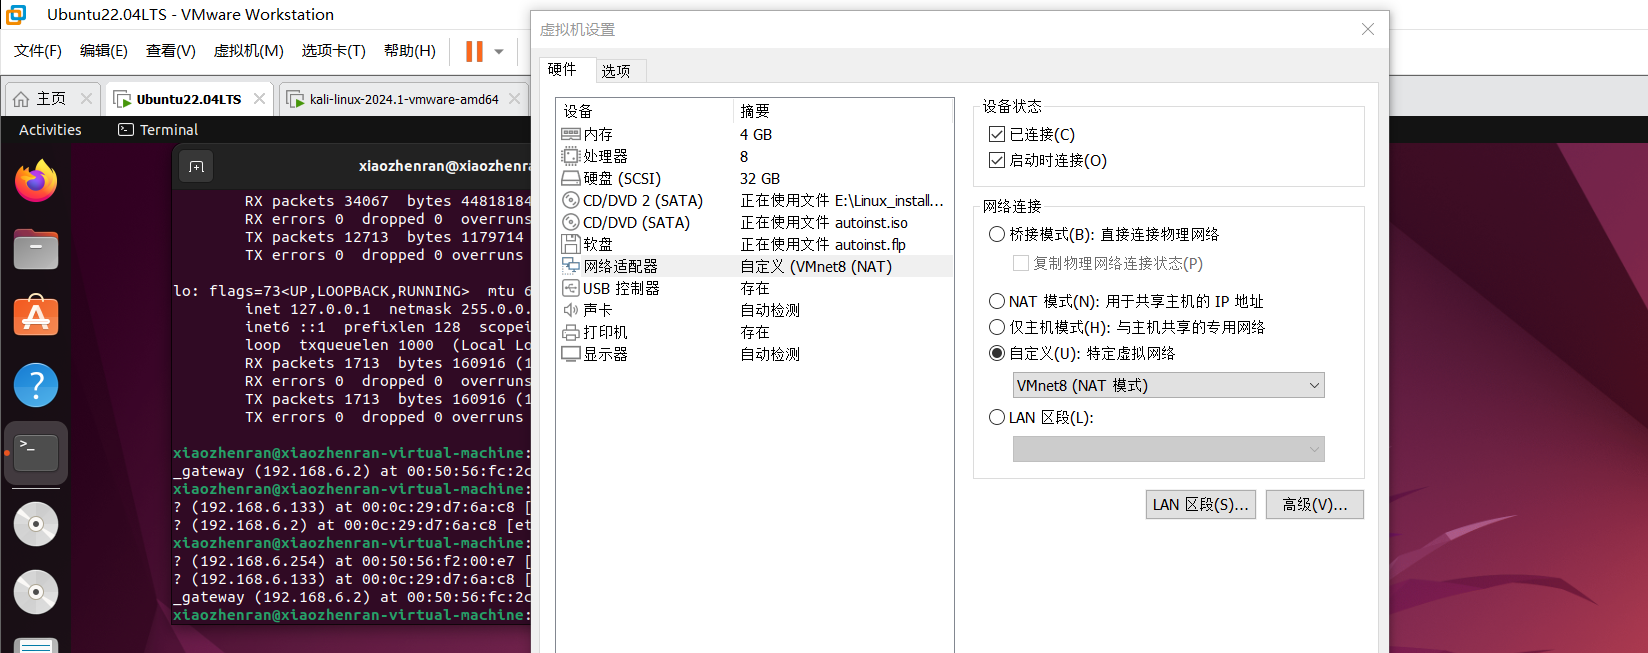 Ubuntu22.04LTS - VMware Workstation
文件(F) 编辑(E) 查看(V) 虚拟机(M) 选项卡(T) 帮助(H)
主页
Ubuntu22.04LTS
kali-linux-2024.1-vmware-amd64
Activities
Terminal
xiaozhenran@xiaozhenra
RX packets 34067 bytes 44818184
RX errors 0 dropped 0 overruns
TX packets 12713 bytes 1179714
TX errors 0 dropped 0 overruns
lo: flags=73<UP,LOOPBACK,RUNNING> mtu 6
inet 127.0.0.1 netmask 255.0.0.
inet6 ::1 prefixlen 128 scopei
loop txqueuelen 1000 (Local Lo
RX packets 1713 bytes 160916 (1
RX errors 0 dropped 0 overruns
TX packets 1713 bytes 160916 (1
TX errors 0 dropped 0 overruns
xiaozhenran@xiaozhenran-virtual-machine:
_gateway (192.168.6.2) at 00:50:56:fc:2c
xiaozhenran@xiaozhenran-virtual-machine:
? (192.168.6.133) at 00:0c:29:d7:6a:c8 [
? (192.168.6.2) at 00:0c:29:d7:6a:c8 [et
xiaozhenran@xiaozhenran-virtual-machine:
? (192.168.6.254) at 00:50:56:f2:00:e7 [
? (192.168.6.133) at 00:0c:29:d7:6a:c8 [
_gateway (192.168.6.2) at 00:50:56:fc:2c
xiaozhenran@xiaozhenran-virtual-machine:
虚拟机设置
硬件 选项
设备 摘要
内存 4 GB
处理器 8
硬盘 (SCSI) 32 GB
CD/DVD 2 (SATA) 正在使用文件 E:\Linux_install...
CD/DVD (SATA) 正在使用文件 autoinst.iso
软盘 正在使用文件 autoinst.flp
网络适配器 自定义 (VMnet8 (NAT)
USB 控制器 存在
声卡 自动检测
打印机 存在
显示器 自动检测
设备状态
已连接(C)
启动时连接(O)
网络连接
桥接模式(B): 直接连接物理网络
复制物理网络连接状态(P)
NAT 模式(N): 用于共享主机的 IP 地址
仅主机模式(H): 与主机共享的专用网络
自定义(U): 特定虚拟网络
VMnet8 (NAT 模式)
LAN 区段(L):
LAN 区段(S)... 高级(V)...